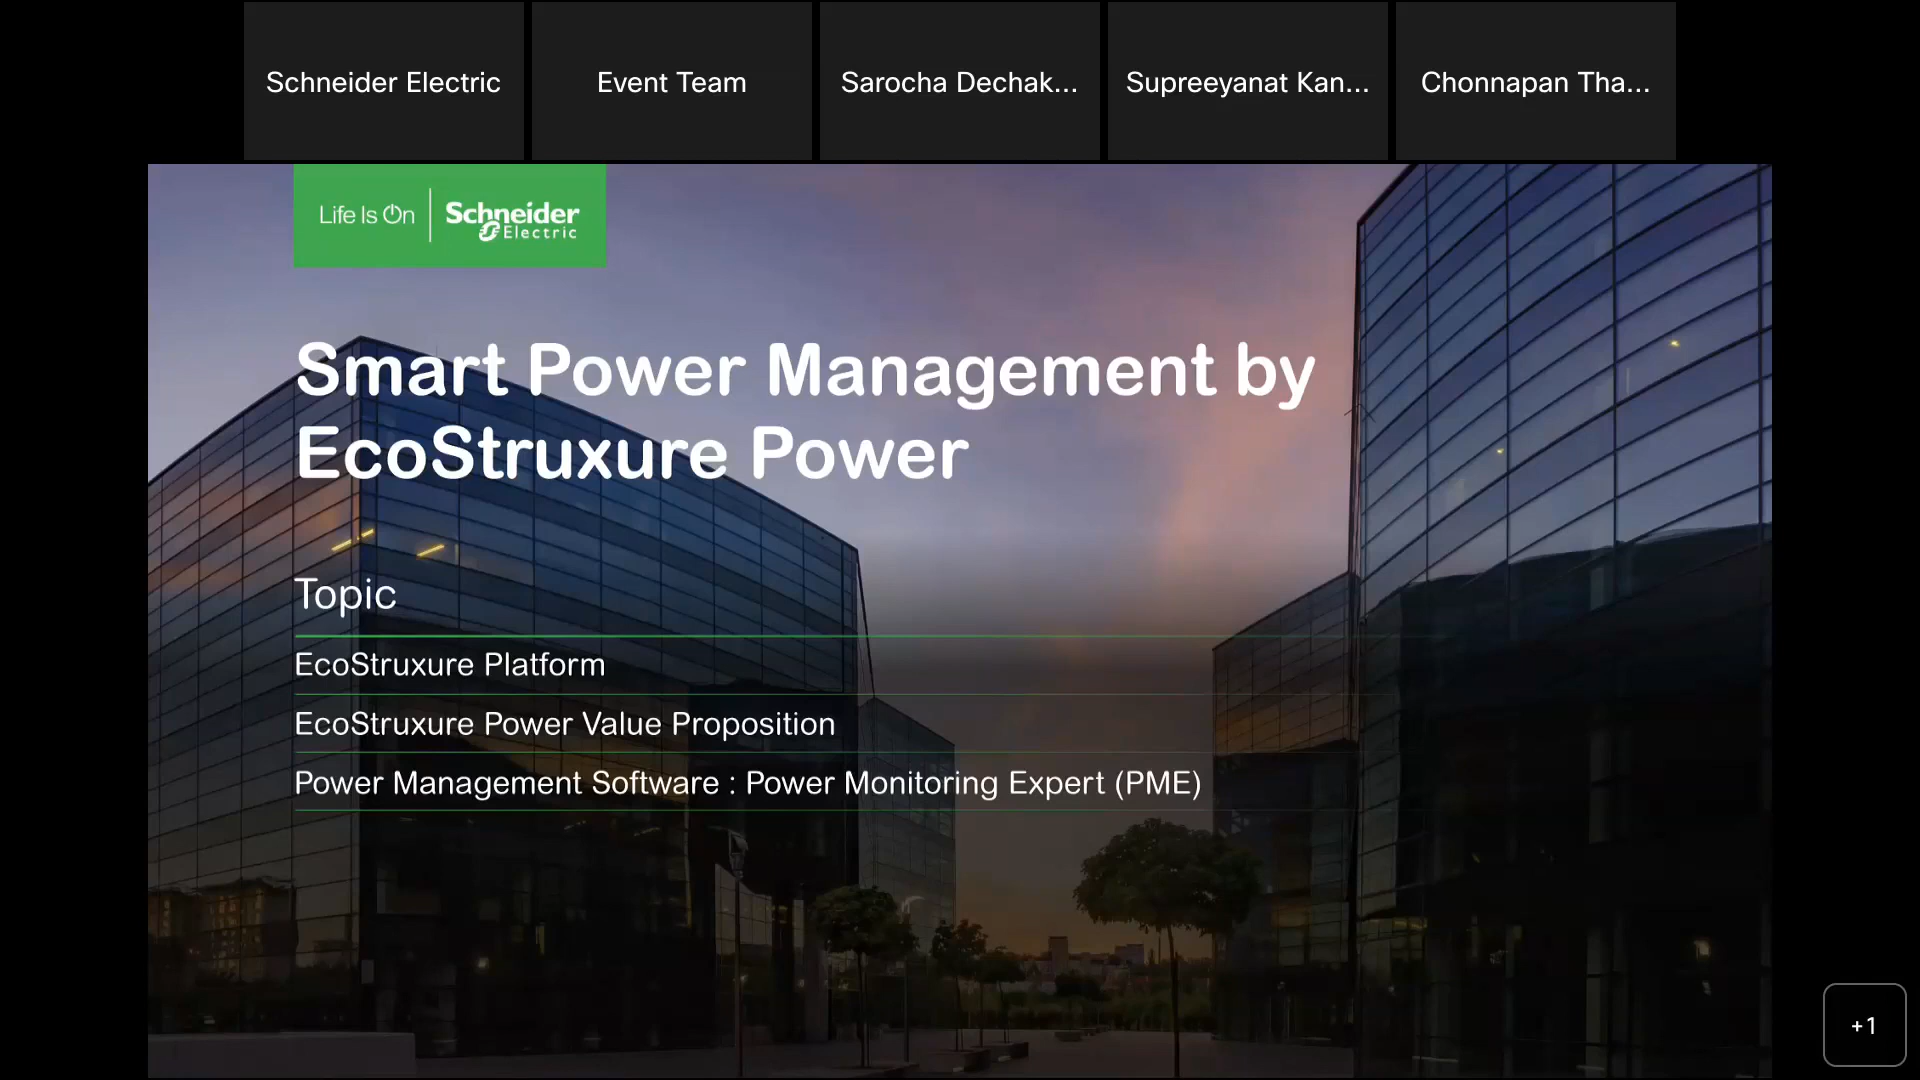 Schneider Electric
Event Team
Sarocha Dechak...
Supreeyanat Kan...
Chonnapan Tha...
Life Is On
Schneider
Electric
Smart Power Management by
EcoStruxure Power
Topic
EcoStruxure Platform
EcoStruxure Power Value Proposition
Power Management Software : Power Monitoring Expert (PME)
+1